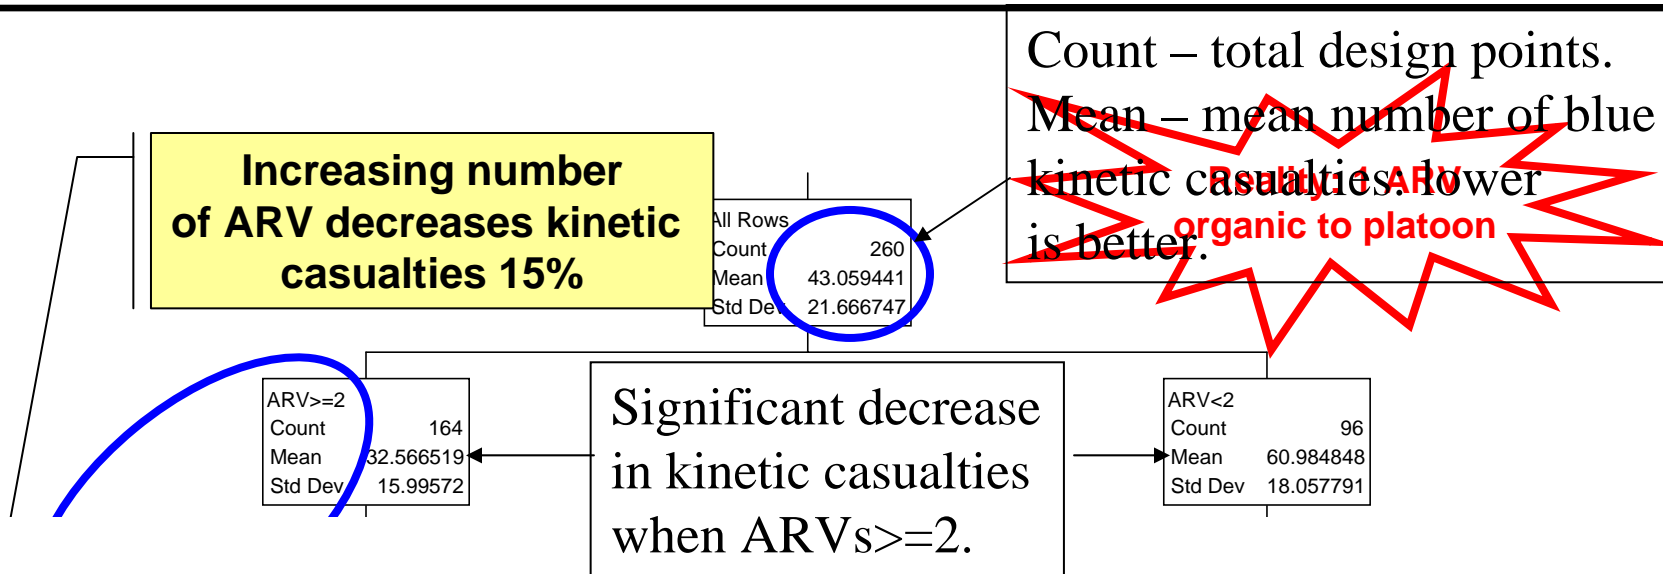 Count – total design points.
Mean – mean number of blue
kinetic casualties: lower
is better.
Reality: 1 ARV
organic to platoon
Increasing number
of ARV decreases kinetic
casualties 15%
All Rows
Count 260
Mean 43.059441
Std Dev 21.666747
ARV>=2
Count 164
Mean 32.566519
Std Dev 15.99572
Significant decrease
in kinetic casualties
when ARVs>=2.
ARV<2
Count 96
Mean 60.984848
Std Dev 18.057791